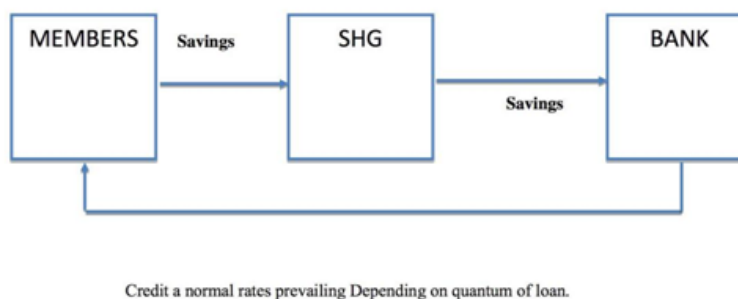 MEMBERS
Savings
SHG
BANK
Savings
Credit a normal rates prevailing Depending on quantum of loan.